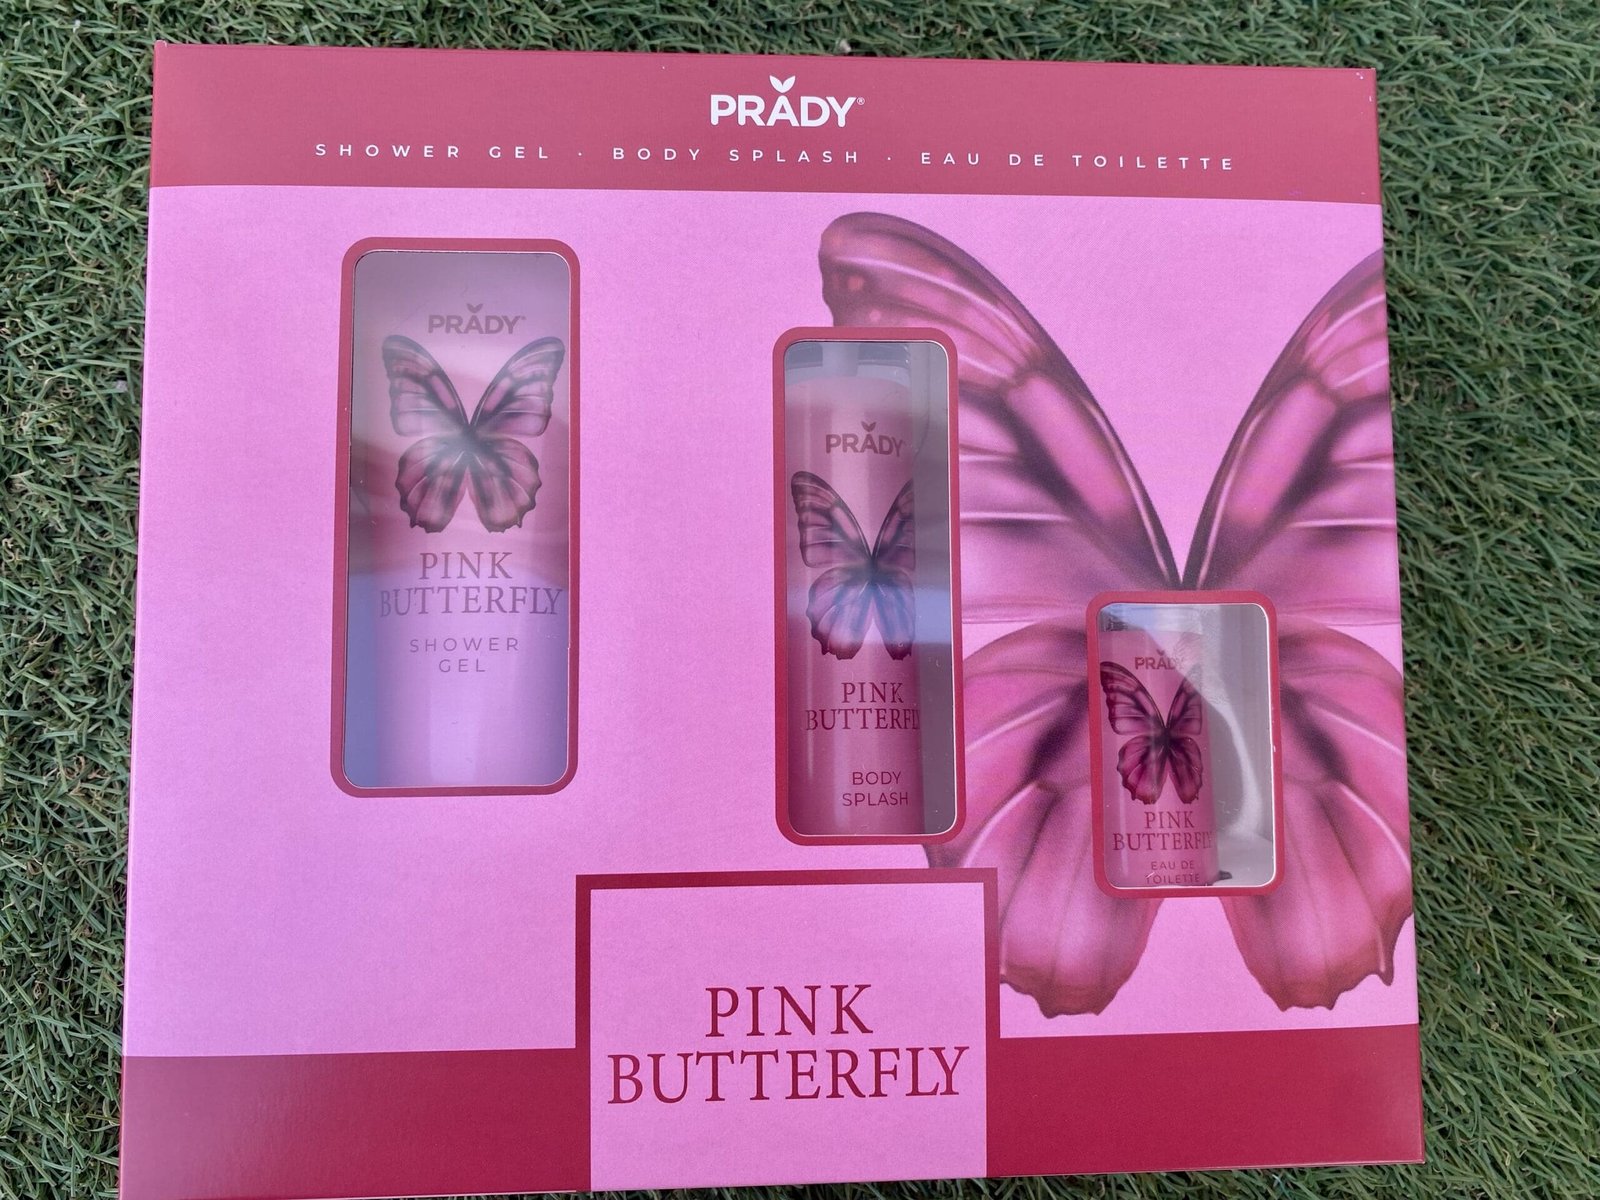 PRADY®
SHOWER GEL · BODY SPLASH · EAU DE TOILETTE
PRADY®
PINK
BUTTERFLY
SHOWER
GEL
PRADY
PINK
BUTTERFLY
BODY
SPLASH
PRADY
PINK
BUTTERFLY
EAU DE
TOILETTE
PINK
BUTTERFLY